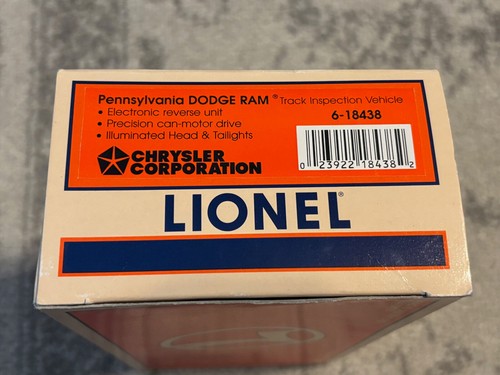 Pennsylvania DODGE RAM® Track Inspection Vehicle
• Electronic reverse unit
• Precision can-motor drive
• Illuminated Head & Tailights
6-18438
CHRYSLER
CORPORATION
0 23922 18438 2
LIONEL®